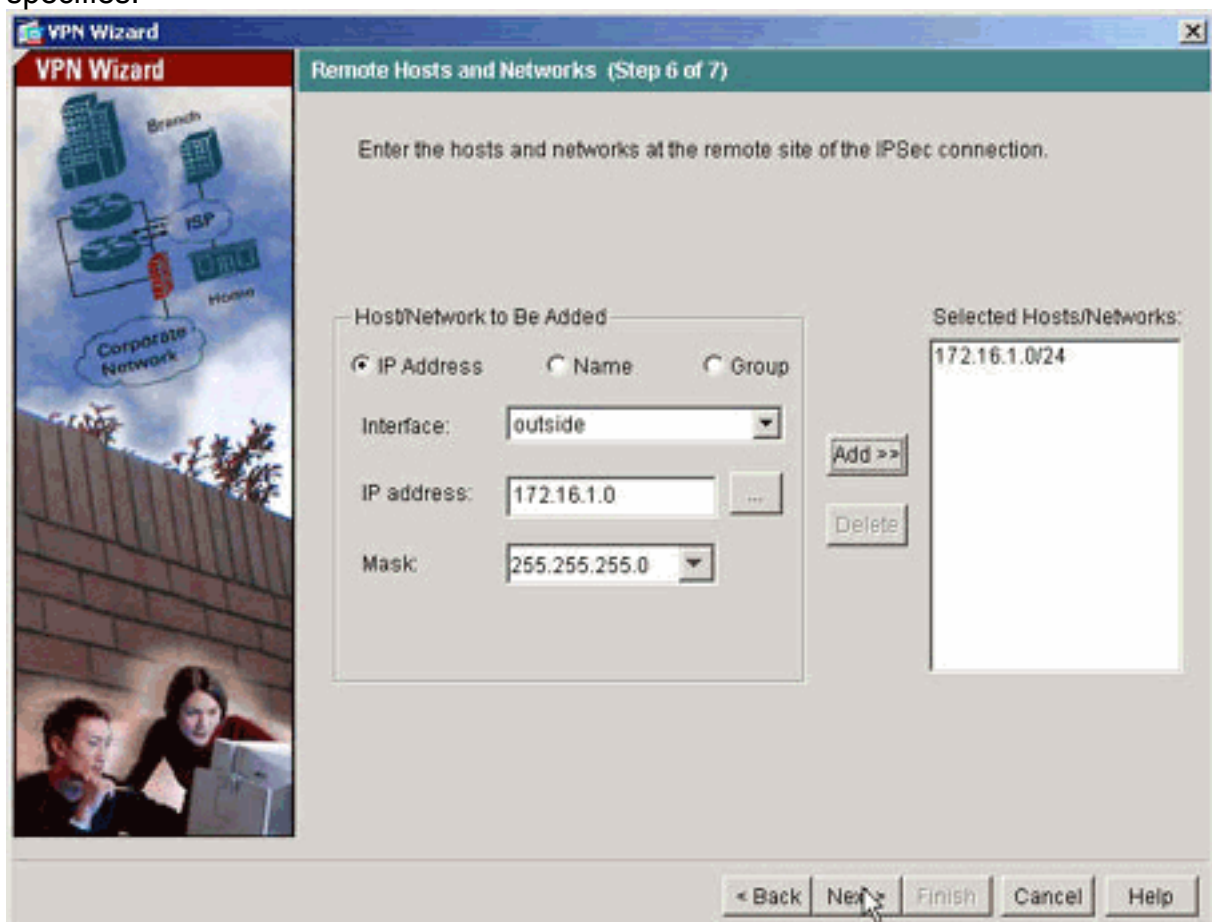 specifies.
VPN Wizard
VPN Wizard
Remote Hosts and Networks (Step 6 of 7)
Branch
ISP
Home
Corporate
Network
Enter the hosts and networks at the remote site of the IPSec connection.
Host/Network to Be Added
IP Address Name Group
Interface: outside
IP address: 172.16.1.0 ...
Mask: 255.255.255.0
Add >>
Delete
Selected Hosts/Networks:
172.16.1.0/24
< Back Next > Finish Cancel Help